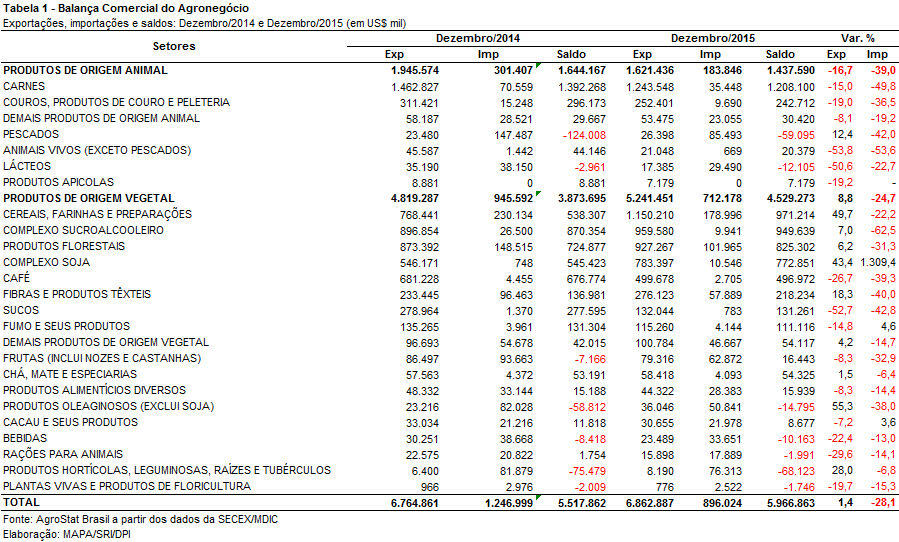 Tabela 1 - Balança Comercial do Agronegócio
Exportações, importações e saldos: Dezembro/2014 e Dezembro/2015 (em US$ mil)
Setores Dezembro/2014 Dezembro/2015 Var. %
Exp Imp Saldo Exp Imp Saldo Exp Imp
PRODUTOS DE ORIGEM ANIMAL 1.945.574 301.407 1.644.167 1.621.436 183.846 1.437.590 -16,7 -39,0
CARNES 1.462.827 70.559 1.392.268 1.243.548 35.448 1.208.100 -15,0 -49,8
COUROS, PRODUTOS DE COURO E PELETERIA 311.421 15.248 296.173 252.401 9.690 242.712 -19,0 -36,5
DEMAIS PRODUTOS DE ORIGEM ANIMAL 58.187 28.521 29.667 53.475 23.055 30.420 -8,1 -19,2
PESCADOS 23.480 147.487 -124.008 26.398 85.493 -59.095 12,4 -42,0
ANIMAIS VIVOS (EXCETO PESCADOS) 45.587 1.442 44.146 21.048 669 20.379 -53,8 -53,6
LÁCTEOS 35.190 38.150 -2.961 17.385 29.490 -12.105 -50,6 -22,7
PRODUTOS APICOLAS 8.881 0 8.881 7.179 0 7.179 -19,2 -
PRODUTOS DE ORIGEM VEGETAL 4.819.287 945.592 3.873.695 5.241.451 712.178 4.529.273 8,8 -24,7
CEREAIS, FARINHAS E PREPARAÇÕES 768.441 230.134 538.307 1.150.210 178.996 971.214 49,7 -22,2
COMPLEXO SUCROALCOOLEIRO 896.854 26.500 870.354 959.580 9.941 949.639 7,0 -62,5
PRODUTOS FLORESTAIS 873.392 148.515 724.877 927.267 101.965 825.302 6,2 -31,3
COMPLEXO SOJA 546.171 748 545.423 783.397 10.546 772.851 43,4 1.309,4
CAFÉ 681.228 4.455 676.774 499.678 2.705 496.972 -26,7 -39,3
FIBRAS E PRODUTOS TÊXTEIS 233.445 96.463 136.981 276.123 57.889 218.234 18,3 -40,0
SUCOS 278.964 1.370 277.595 132.044 783 131.261 -52,7 -42,8
FUMO E SEUS PRODUTOS 135.265 3.961 131.304 115.260 4.144 111.116 -14,8 4,6
DEMAIS PRODUTOS DE ORIGEM VEGETAL 96.693 54.678 42.015 100.784 46.667 54.117 4,2 -14,7
FRUTAS (INCLUI NOZES E CASTANHAS) 86.497 93.663 -7.166 79.316 62.872 16.443 -8,3 -32,9
CHÁ, MATE E ESPECIARIAS 57.563 4.372 53.191 58.418 4.093 54.325 1,5 -6,4
PRODUTOS ALIMENTÍCIOS DIVERSOS 48.332 33.144 15.188 44.322 28.383 15.939 -8,3 -14,4
PRODUTOS OLEAGINOSOS (EXCLUI SOJA) 23.216 82.028 -58.812 36.046 50.841 -14.795 55,3 -38,0
CACAU E SEUS PRODUTOS 33.034 21.216 11.818 30.655 21.978 8.677 -7,2 3,6
BEBIDAS 30.251 38.668 -8.418 23.489 33.651 -10.163 -22,4 -13,0
RAÇÕES PARA ANIMAIS 22.575 20.822 1.754 15.898 17.889 -1.991 -29,6 -14,1
PRODUTOS HORTÍCOLAS, LEGUMINOSAS, RAÍZES E TUBÉRCULOS 6.400 81.879 -75.479 8.190 76.313 -68.123 28,0 -6,8
PLANTAS VIVAS E PRODUTOS DE FLORICULTURA 966 2.976 -2.009 776 2.522 -1.746 -19,7 -15,3
TOTAL 6.764.861 1.246.999 5.517.862 6.862.887 896.024 5.966.863 1,4 -28,1
Fonte: AgroStat Brasil a partir dos dados da SECEX/MDIC
Elaboração: MAPA/SRI/DPI